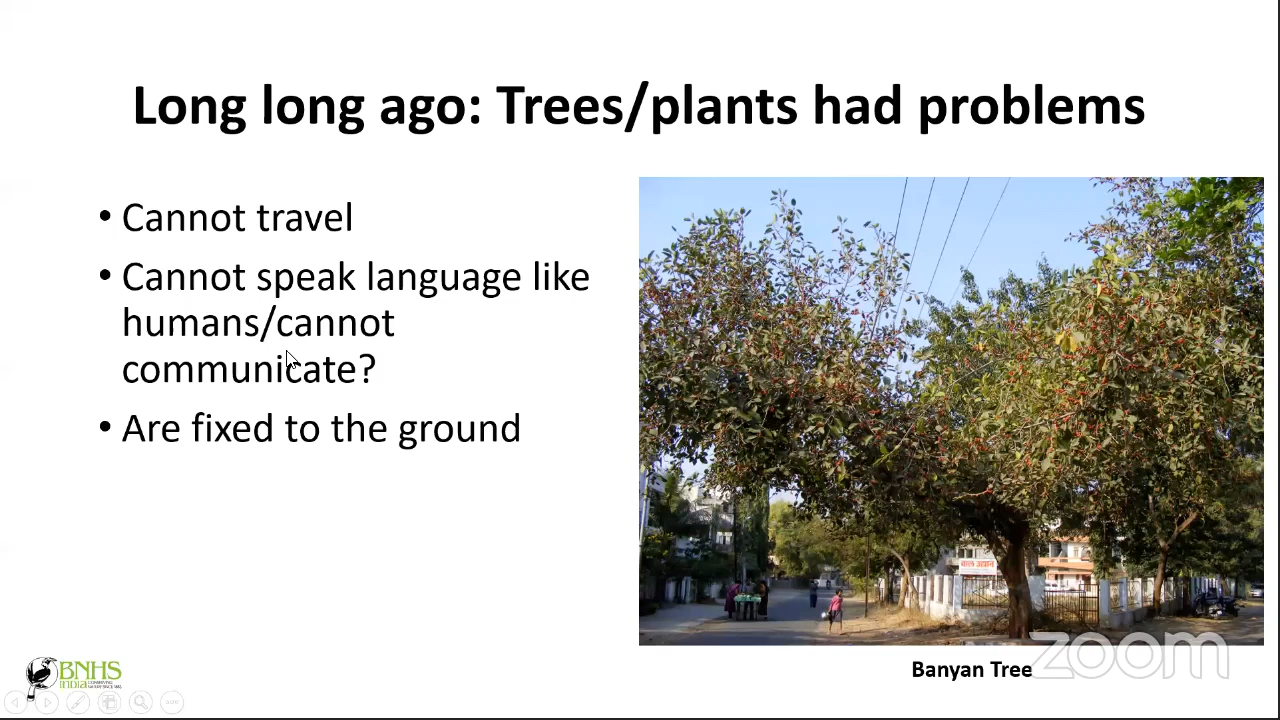 Long long ago: Trees/plants had problems
• Cannot travel
• Cannot speak language like
humans/cannot
communicate?
• Are fixed to the ground
बाल उद्यान
Banyan Tree
zoom
BNHS
INDIA